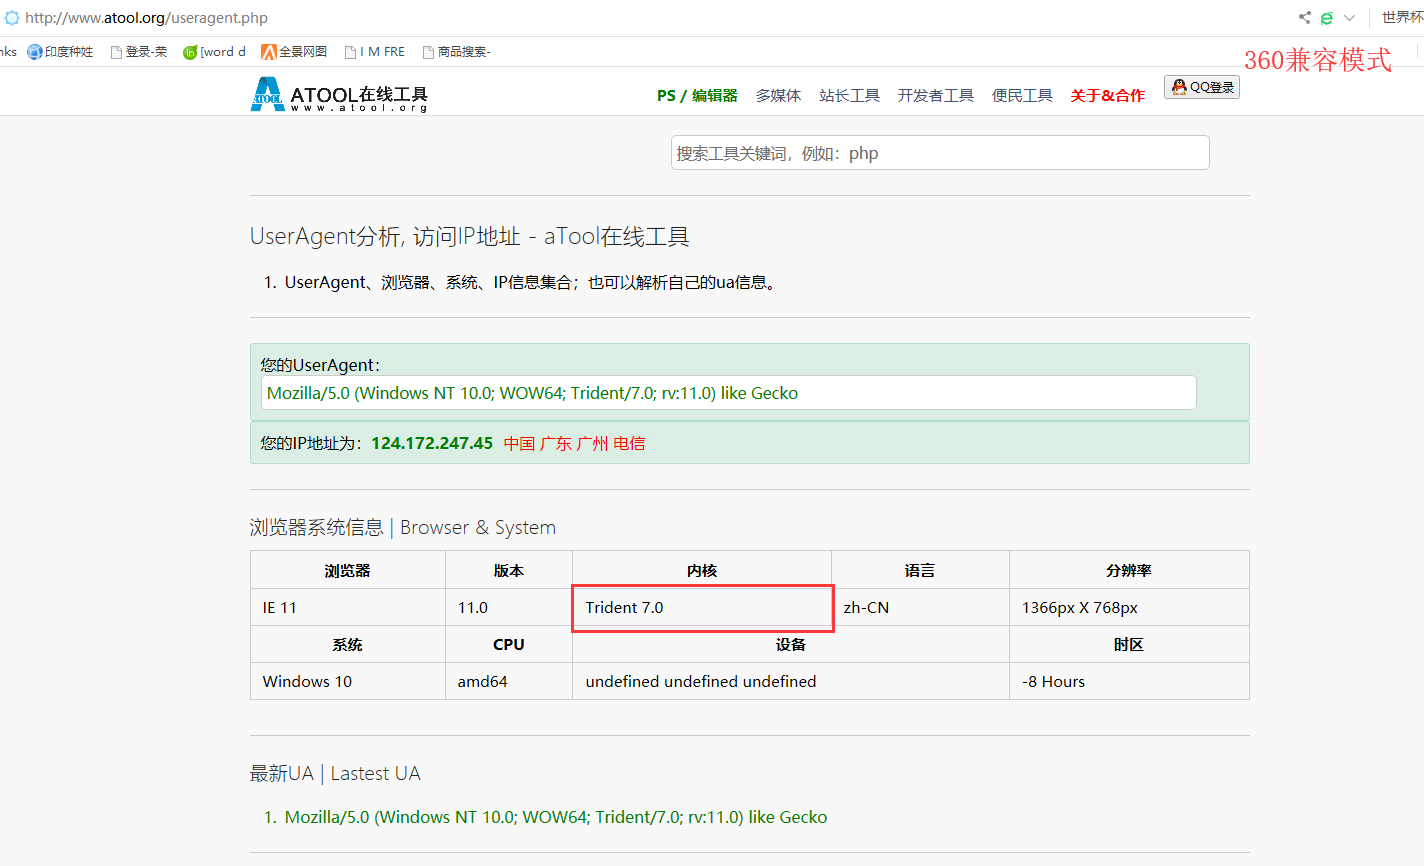 http://www.atool.org/useragent.php
世界杯
nks 印度种姓 登录-荣 [word d 全景网图 I M FRE 商品搜索-
360兼容模式
ATOOL在线工具
www.atool.org
PS / 编辑器 多媒体 站长工具 开发者工具 便民工具 关于&合作 QQ登录
搜索工具关键词，例如：php
UserAgent分析, 访问IP地址 - aTool在线工具
1. UserAgent、浏览器、系统、IP信息集合；也可以解析自己的ua信息。
您的UserAgent：
Mozilla/5.0 (Windows NT 10.0; WOW64; Trident/7.0; rv:11.0) like Gecko
您的IP地址为：124.172.247.45 中国 广东 广州 电信
浏览器系统信息 | Browser & System
浏览器 版本 内核 语言 分辨率
IE 11 11.0 Trident 7.0 zh-CN 1366px X 768px
系统 CPU 设备 时区
Windows 10 amd64 undefined undefined undefined -8 Hours
最新UA | Lastest UA
1. Mozilla/5.0 (Windows NT 10.0; WOW64; Trident/7.0; rv:11.0) like Gecko